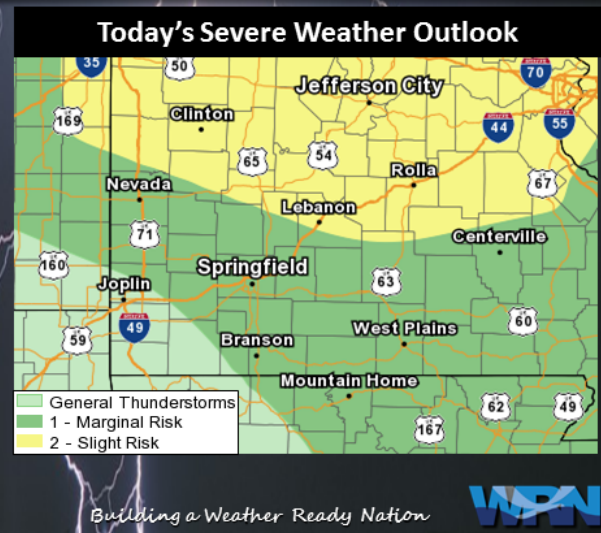 Today's Severe Weather Outlook
35
50
Jefferson City
70
169
Clinton
44
55
65
54
Rolla
67
Nevada
Lebanon
71
Centerville
160
Springfield
63
Joplin
49
60
59
Branson
West Plains
Mountain Home
62
49
167
General Thunderstorms
1 - Marginal Risk
2 - Slight Risk
Building a Weather Ready Nation
WRN